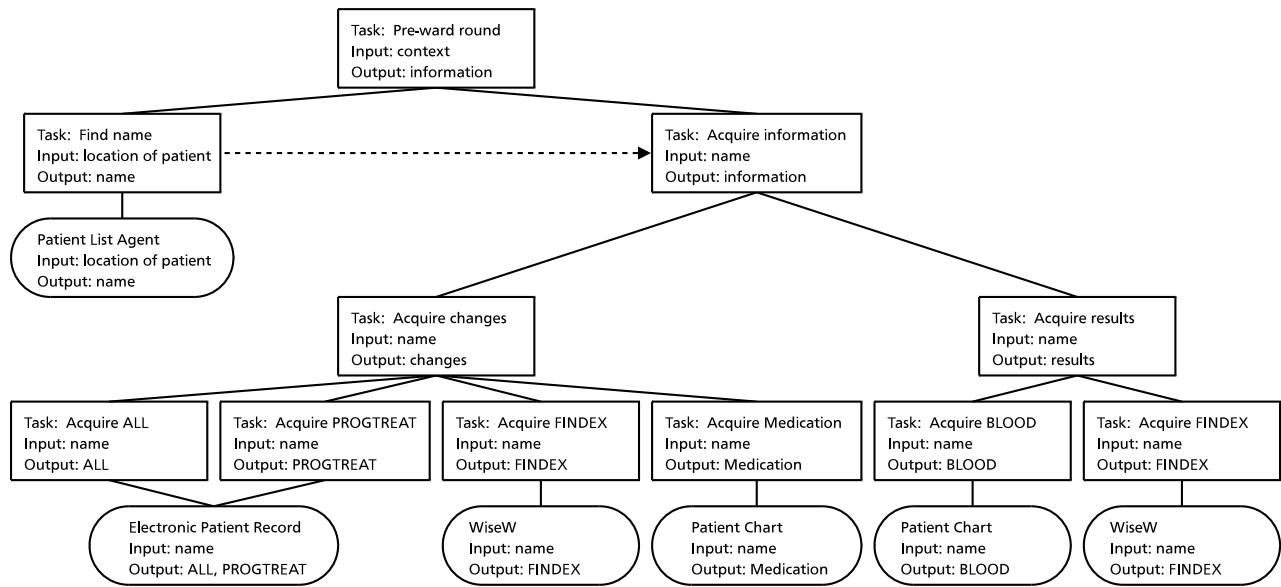 Task: Pre-ward round
Input: context
Output: information
Task: Find name
Input: location of patient
Output: name
Task: Acquire information
Input: name
Output: information
Patient List Agent
Input: location of patient
Output: name
Task: Acquire changes
Input: name
Output: changes
Task: Acquire results
Input: name
Output: results
Task: Acquire ALL
Input: name
Output: ALL
Task: Acquire PROGTREAT
Input: name
Output: PROGTREAT
Task: Acquire FINDEX
Input: name
Output: FINDEX
Task: Acquire Medication
Input: name
Output: Medication
Task: Acquire BLOOD
Input: name
Output: BLOOD
Task: Acquire FINDEX
Input: name
Output: FINDEX
Electronic Patient Record
Input: name
Output: ALL, PROGTREAT
WiseW
Input: name
Output: FINDEX
Patient Chart
Input: name
Output: Medication
Patient Chart
Input: name
Output: BLOOD
WiseW
Input: name
Output: FINDEX